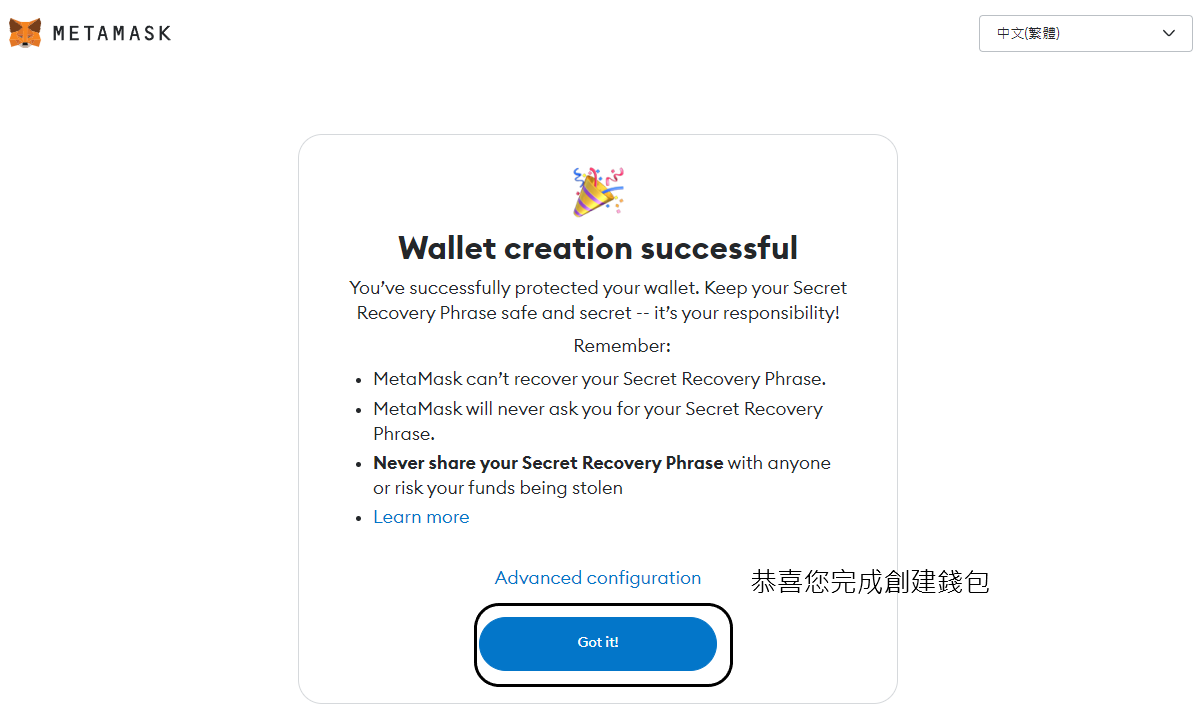 METAMASK
中文(繁體)
Wallet creation successful
You’ve successfully protected your wallet. Keep your Secret
Recovery Phrase safe and secret -- it’s your responsibility!
Remember:
• MetaMask can’t recover your Secret Recovery Phrase.
• MetaMask will never ask you for your Secret Recovery
Phrase.
• Never share your Secret Recovery Phrase with anyone
or risk your funds being stolen
• Learn more
Advanced configuration
恭喜您完成創建錢包
Got it!